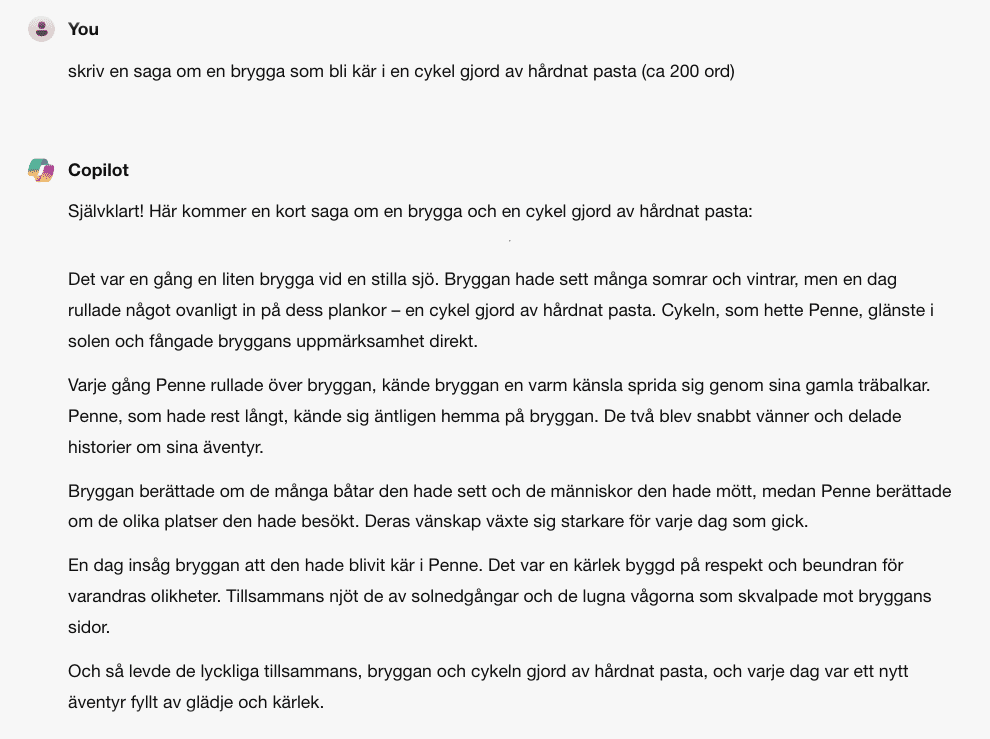 You
skriv en saga om en brygga som bli kär i en cykel gjord av hårdnat pasta (ca 200 ord)
Copilot
Självklart! Här kommer en kort saga om en brygga och en cykel gjord av hårdnat pasta:
Det var en gång en liten brygga vid en stilla sjö. Bryggan hade sett många somrar och vintrar, men en dag
rullade något ovanligt in på dess plankor – en cykel gjord av hårdnat pasta. Cykeln, som hette Penne, glänste i
solen och fångade bryggans uppmärksamhet direkt.
Varje gång Penne rullade över bryggan, kände bryggan en varm känsla sprida sig genom sina gamla träbalkar.
Penne, som hade rest långt, kände sig äntligen hemma på bryggan. De två blev snabbt vänner och delade
historier om sina äventyr.
Bryggan berättade om de många båtar den hade sett och de människor den hade mött, medan Penne berättade
om de olika platser den hade besökt. Deras vänskap växte sig starkare för varje dag som gick.
En dag insåg bryggan att den hade blivit kär i Penne. Det var en kärlek byggd på respekt och beundran för
varandras olikheter. Tillsammans njöt de av solnedgångar och de lugna vågorna som skvalpade mot bryggans
sidor.
Och så levde de lyckliga tillsammans, bryggan och cykeln gjord av hårdnat pasta, och varje dag var ett nytt
äventyr fyllt av glädje och kärlek.